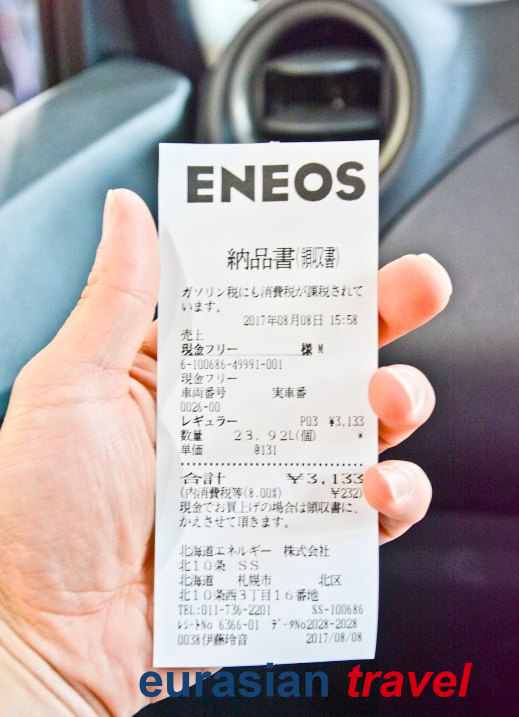 ENEOS
納品書(領収書)
ガソリン税にも消費税が課税されて
います。
2017年08月08日 15:58
売上
現金フリー 様 M
6-100686-49991-001
現金フリー
車両番号 実車番
0026-00
レギュラー P03 ¥3,133
数量 23.92L(個) *
単価 @131
合計 ¥3,133
(内消費税等(8.00%) ¥232)
現金でお買上げの場合は領収書に、
かえさせて頂きます。
北海道エネルギー 株式会社
北10条 SS
北海道 札幌市 北区
北10条西3丁目16番地
TEL:011-736-2201 SS-100686
レシートNo 6366-01 データNo2028-2028
0038伊藤玲音 2017/08/08
eurasian travel